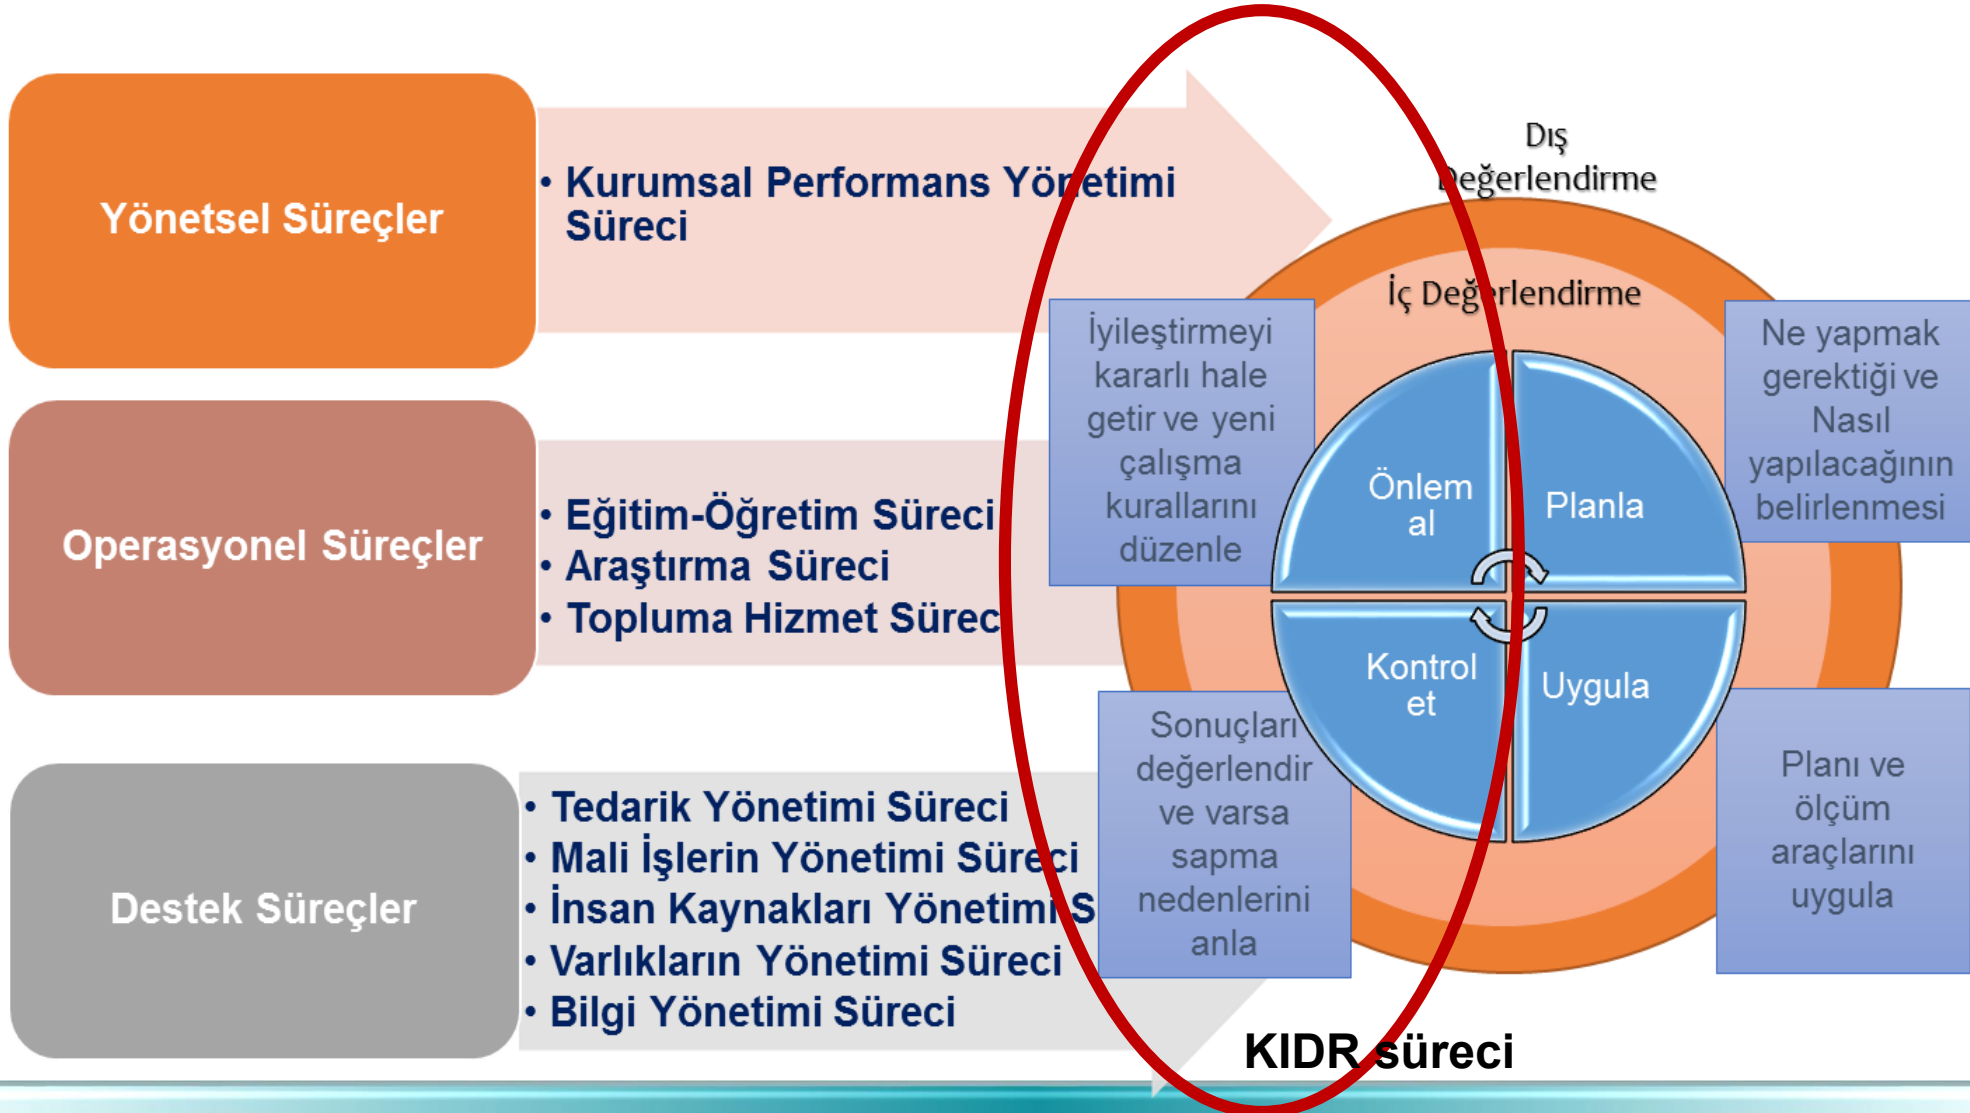 Yönetsel Süreçler
• Kurumsal Performans Yönetimi
Süreci
Operasyonel Süreçler
• Eğitim-Öğretim Süreci
• Araştırma Süreci
• Topluma Hizmet Sürec
Destek Süreçler
• Tedarik Yönetimi Süreci
• Mali İşlerin Yönetimi Süreci
• İnsan Kaynakları Yönetimi S
• Varlıkların Yönetimi Süreci
• Bilgi Yönetimi Süreci
Dış
Değerlendirme
İç Değerlendirme
İyileştirmeyi
kararlı hale
getir ve yeni
çalışma
kurallarını
düzenle
Ne yapmak
gerektiği ve
Nasıl
yapılacağının
belirlenmesi
Önlem
al
Planla
Kontrol
et
Uygula
Sonuçları
değerlendir
ve varsa
sapma
nedenlerini
anla
Planı ve
ölçüm
araçlarını
uygula
KIDR süreci